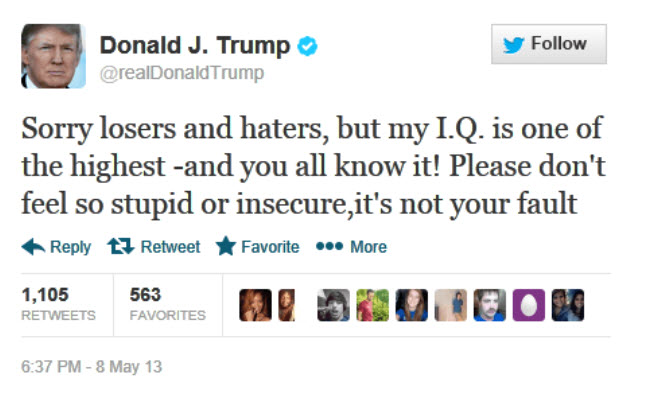 Donald J. Trump
Follow
@realDonaldTrump
Sorry losers and haters, but my I.Q. is one of
the highest -and you all know it! Please don't
feel so stupid or insecure,it's not your fault
Reply Retweet Favorite More
1,105 563
RETWEETS FAVORITES
6:37 PM - 8 May 13